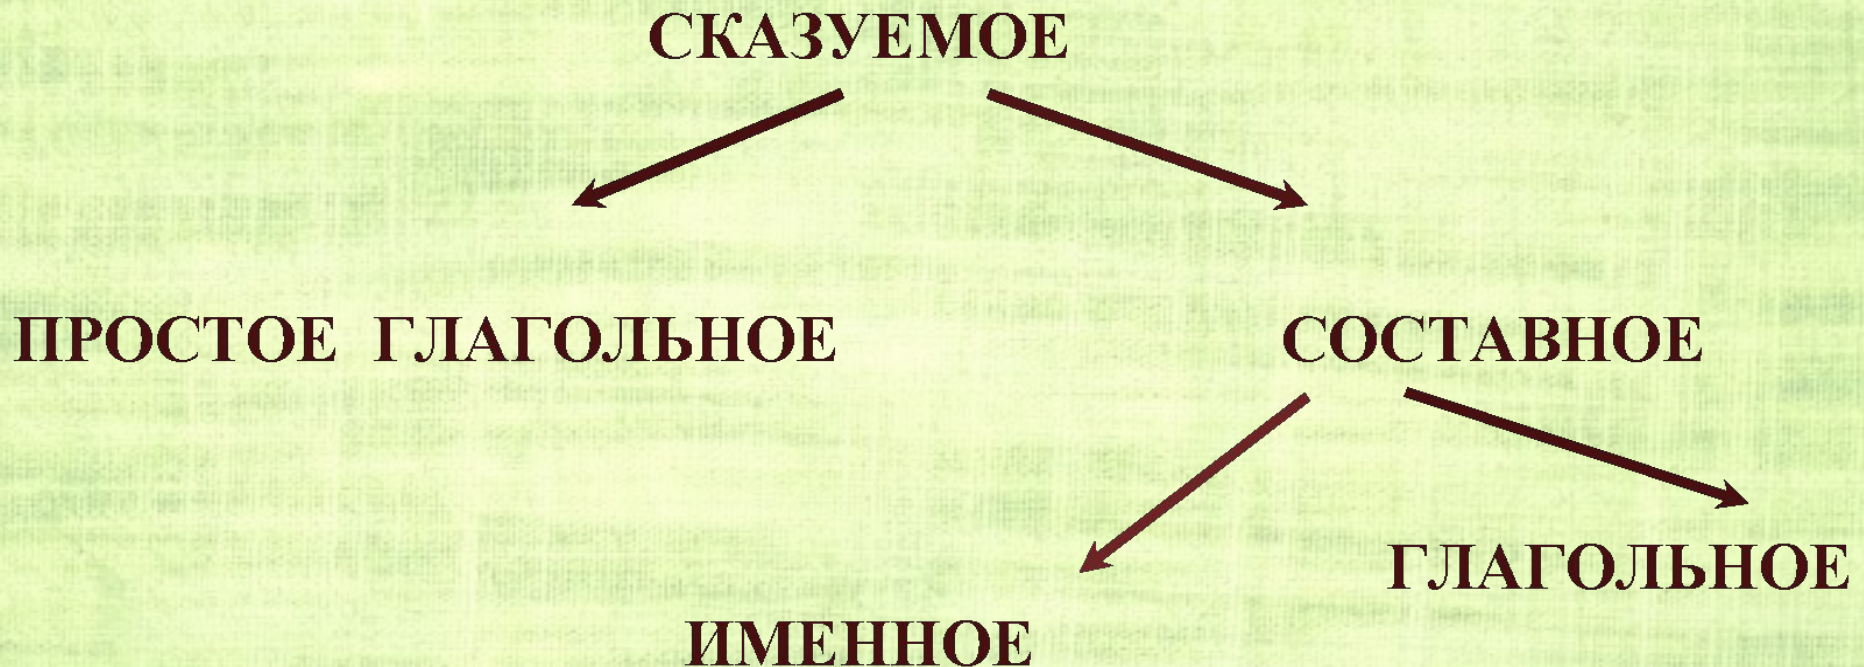 СКАЗУЕМОЕ
ПРОСТОЕ ГЛАГОЛЬНОЕ
СОСТАВНОЕ
ГЛАГОЛЬНОЕ
ИМЕННОЕ